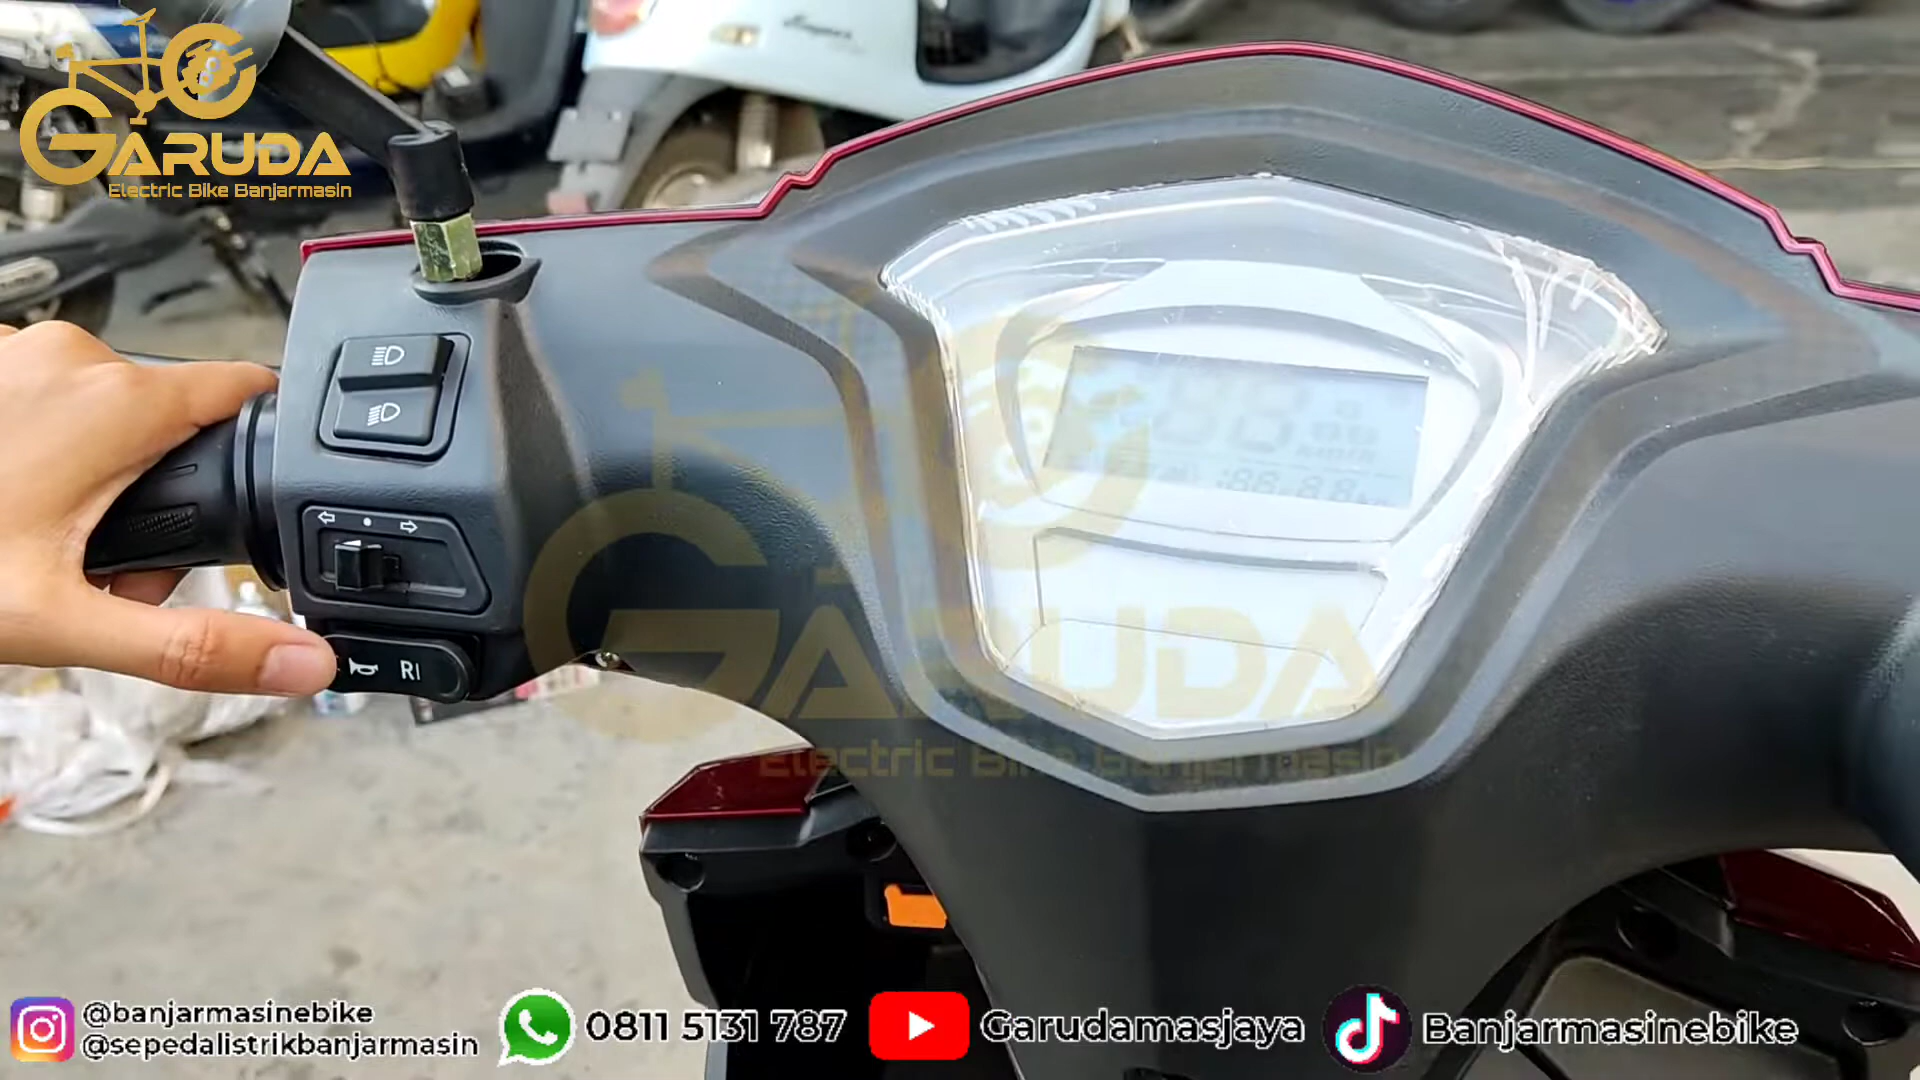 GARUDA
Electric Bike Banjarmasin
RI
GARUDA
Electric Bike Banjarmasin
@banjarmasinebike
@sepedalistrikbanjarmasin
0811 5131 787
Garudamasjaya
Banjarmasinebike